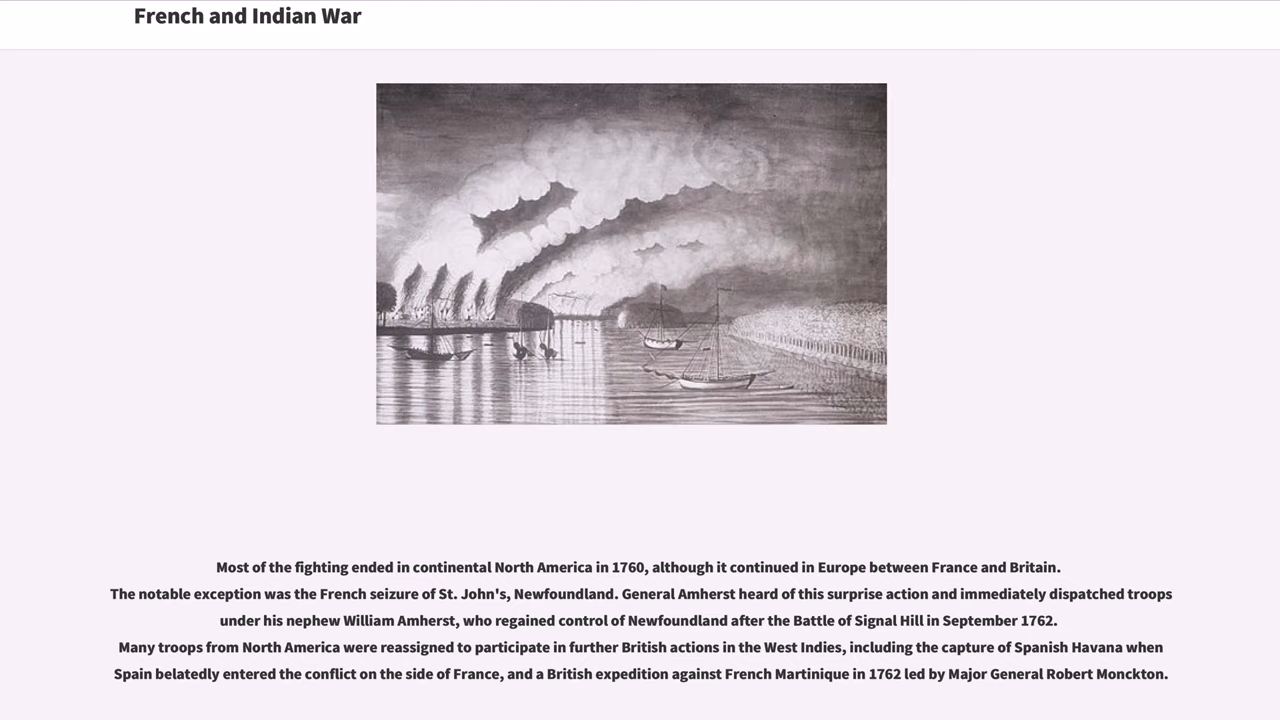 French and Indian War
Most of the fighting ended in continental North America in 1760, although it continued in Europe between France and Britain.
The notable exception was the French seizure of St. John's, Newfoundland. General Amherst heard of this surprise action and immediately dispatched troops
under his nephew William Amherst, who regained control of Newfoundland after the Battle of Signal Hill in September 1762.
Many troops from North America were reassigned to participate in further British actions in the West Indies, including the capture of Spanish Havana when
Spain belatedly entered the conflict on the side of France, and a British expedition against French Martinique in 1762 led by Major General Robert Monckton.